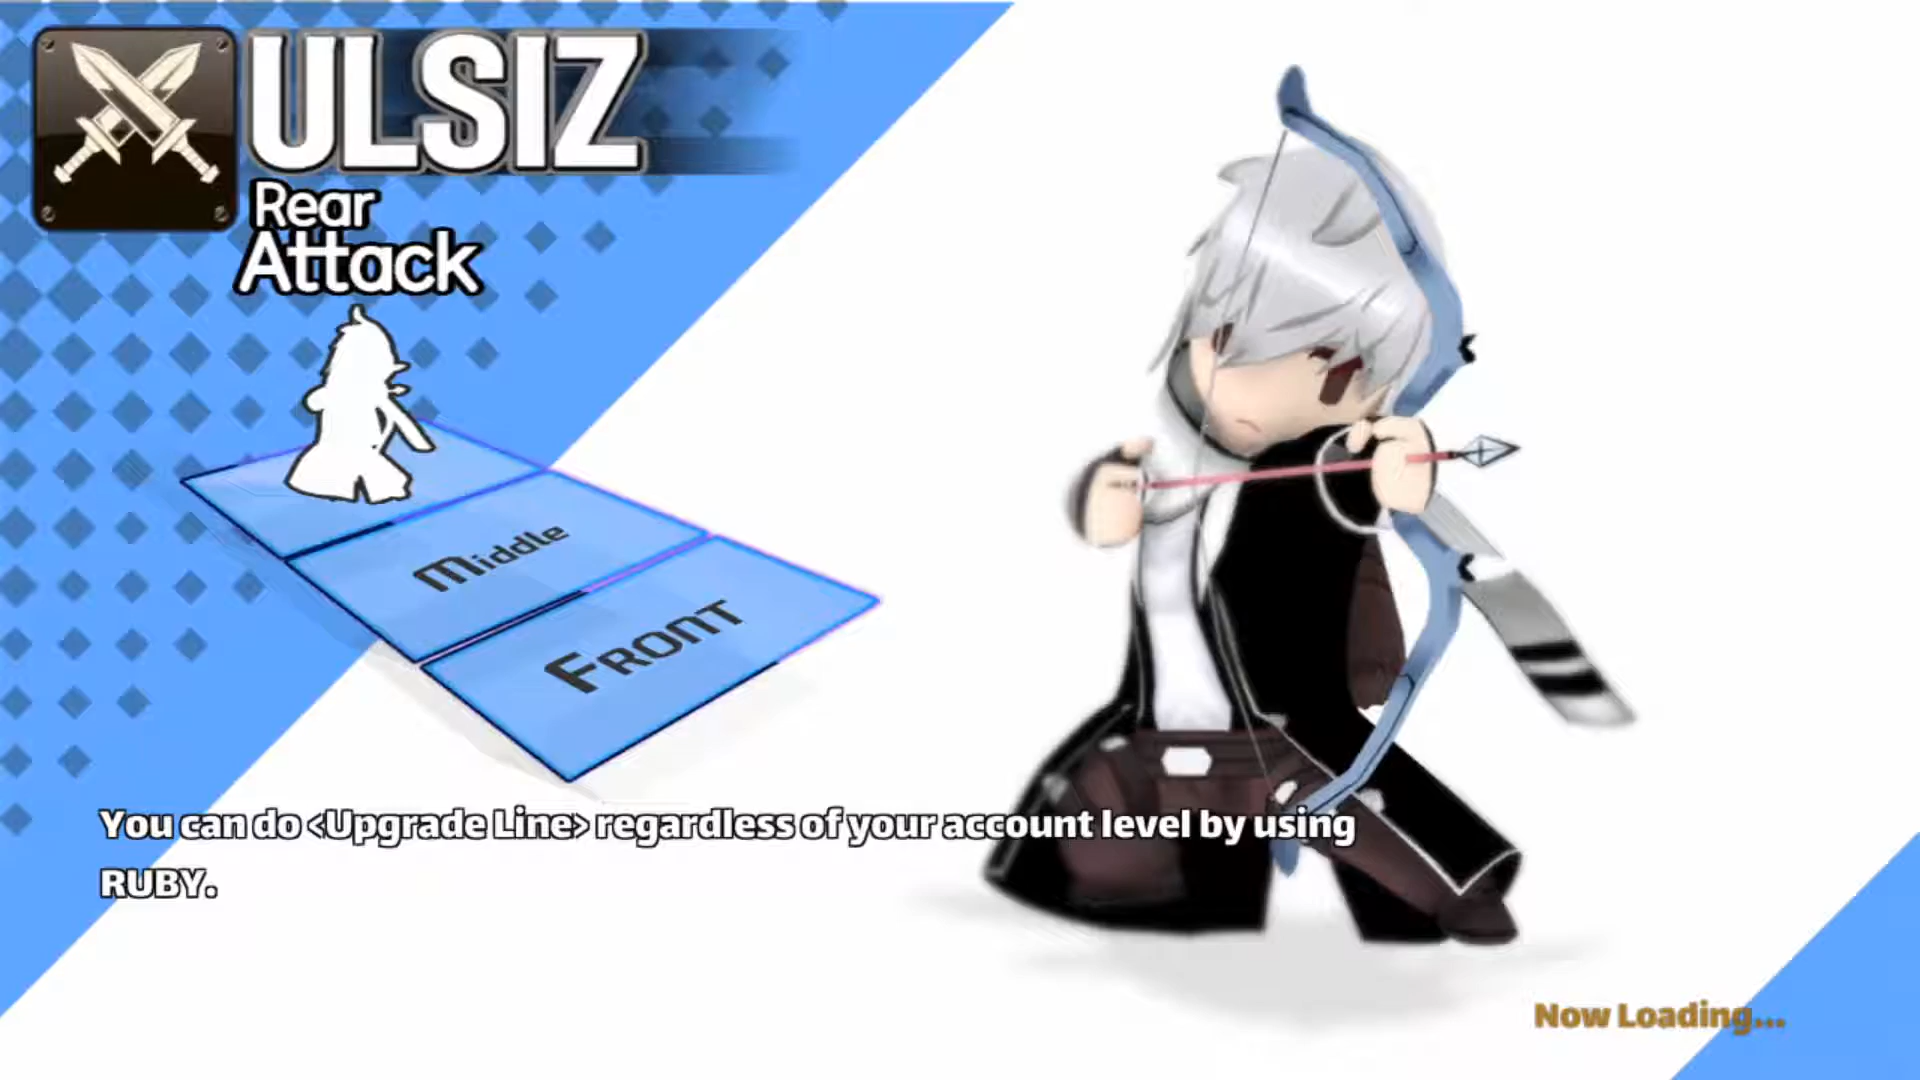 ULSIZ
Rear
Attack
Middle
FRONT
You can do <Upgrade Line> regardless of your account level by using
RUBY.
Now Loading...